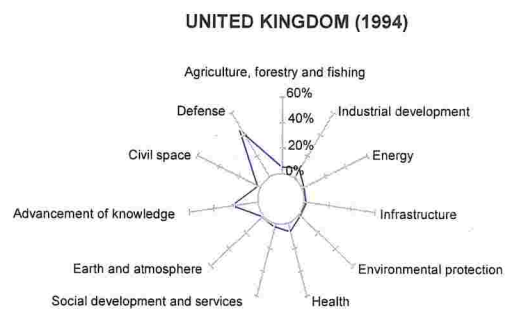 UNITED KINGDOM (1994)
Agriculture, forestry and fishing
60%
Defense
Industrial development
40%
20%
Civil space
Energy
0%
Advancement of knowledge
Infrastructure
Earth and atmosphere
Environmental protection
Social development and services
Health